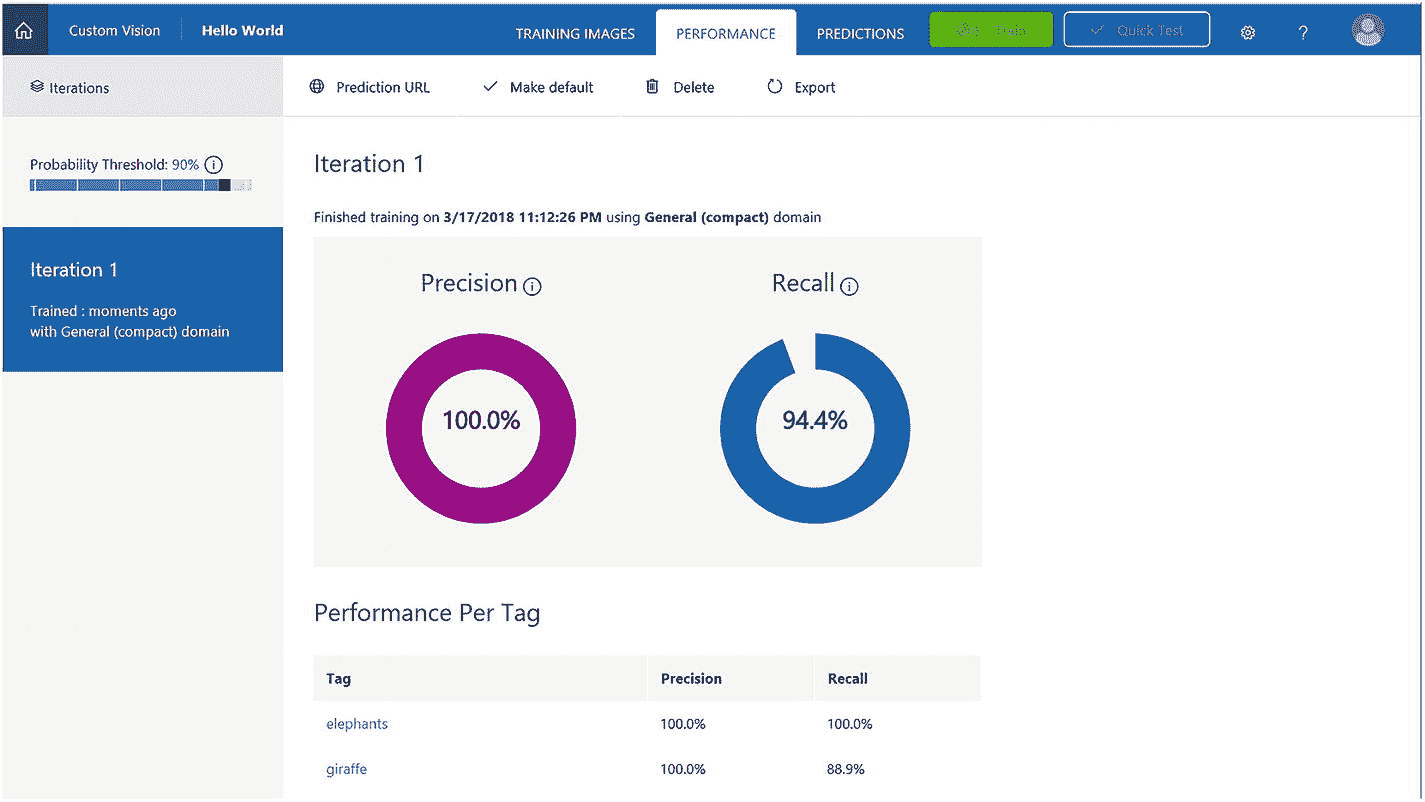 Custom Vision Hello World TRAINING IMAGES PERFORMANCE PREDICTIONS Train Quick Test ?
Iterations Prediction URL Make default Delete Export
Probability Threshold: 90%
Iteration 1
Trained : moments ago
with General (compact) domain
Iteration 1
Finished training on 3/17/2018 11:12:26 PM using General (compact) domain
Precision Recall
100.0% 94.4%
Performance Per Tag
Tag Precision Recall
elephants 100.0% 100.0%
giraffe 100.0% 88.9%